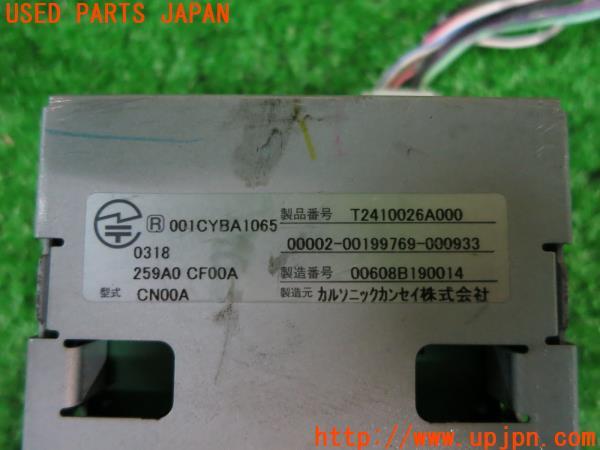 USED PARTS JAPAN
R 001CYBA1065
0318
259A0 CF00A
型式 CN00A
製品番号 T2410026A000
00002-00199769-000933
製造番号 00608B190014
製造元 カルソニックカンセイ株式会社
UPJ
http://www.upjpn.com/